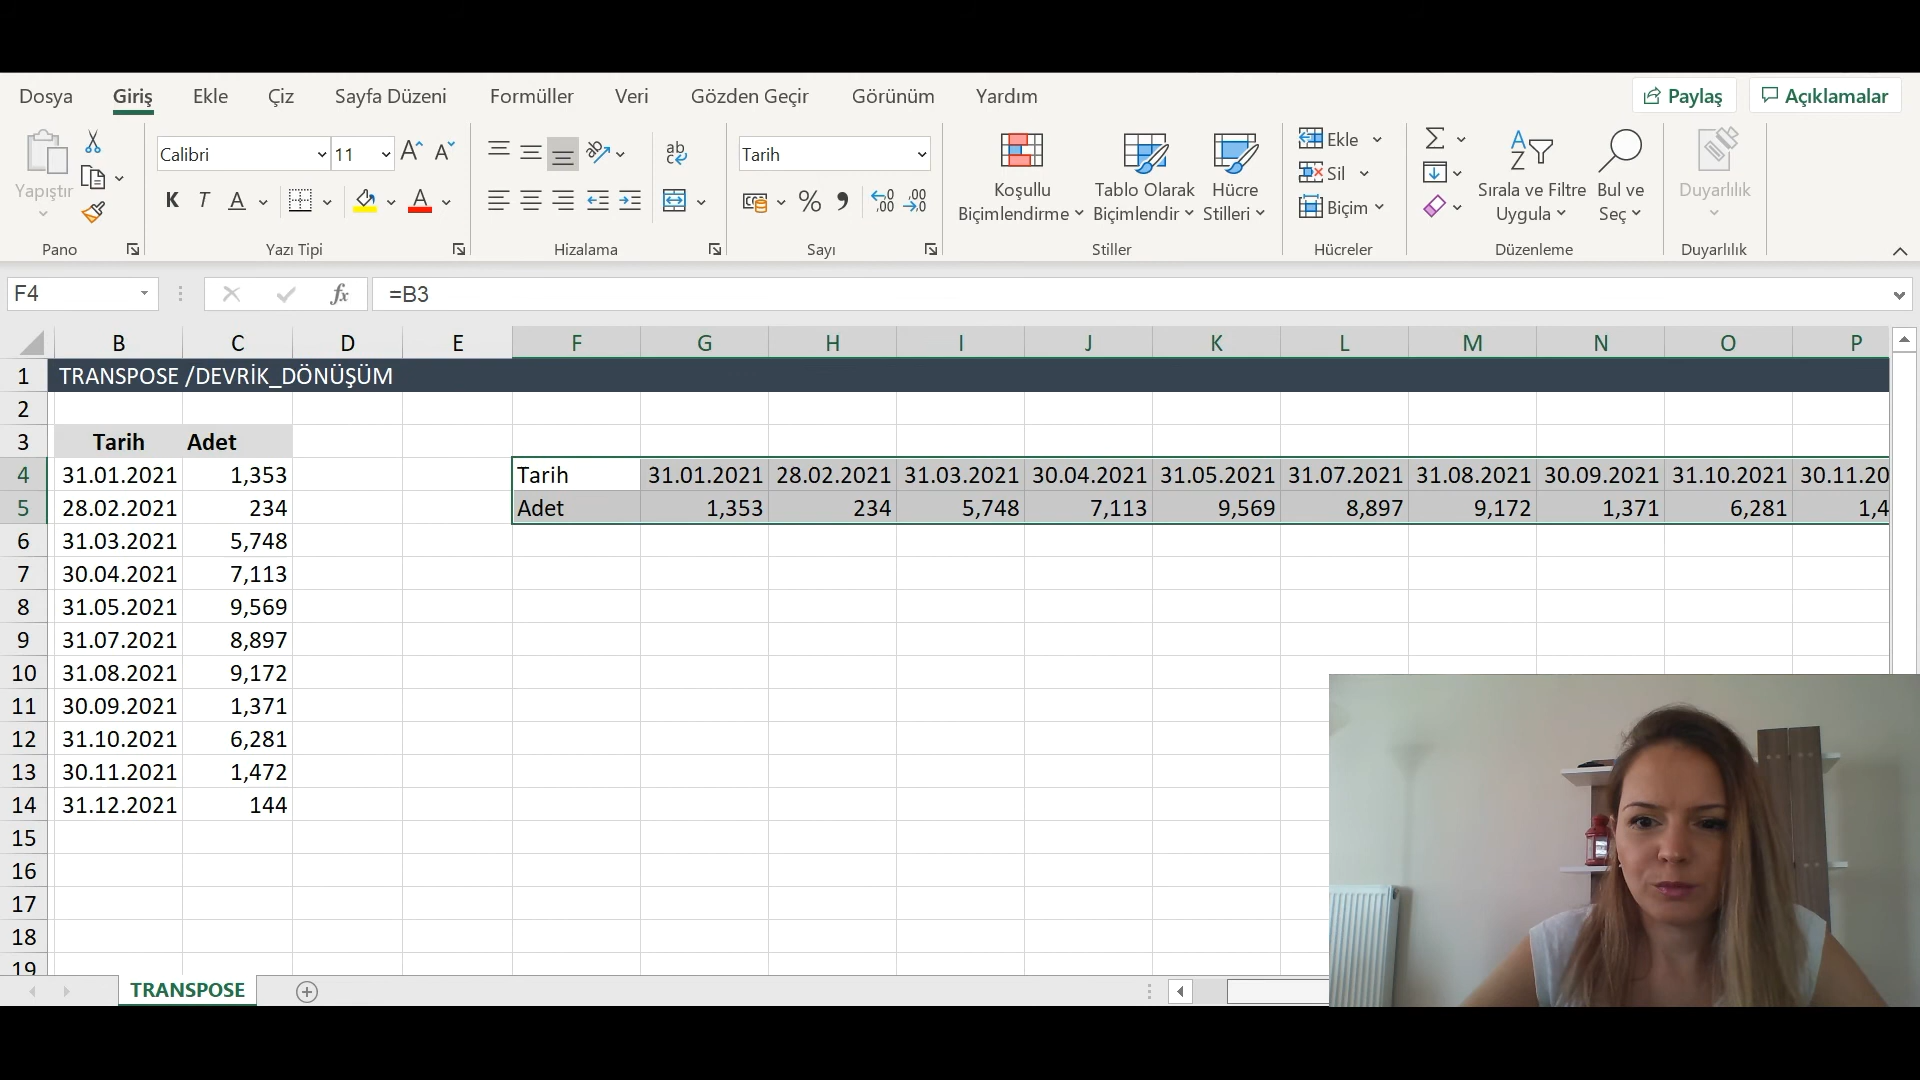 Dosya Giriş Ekle Çiz Sayfa Düzeni Formüller Veri Gözden Geçir Görünüm Yardım Paylaş Açıklamalar
Yapıştır
Calibri 11
K T A
Tarih
Koşullu Biçimlendirme
Tablo Olarak Biçimlendir
Hücre Stilleri
Ekle
Sil
Biçim
Sırala ve Filtre Uygula
Bul ve Seç
Duyarlılık
Pano Yazı Tipi Hizalama Sayı Stiller Hücreler Düzenleme Duyarlılık
F4 fx =B3
B C D E F G H I J K L M N O P
1 TRANSPOSE /DEVRİK_DÖNÜŞÜM
2
3 Tarih Adet
4 31.01.2021 1,353 Tarih 31.01.2021 28.02.2021 31.03.2021 30.04.2021 31.05.2021 31.07.2021 31.08.2021 30.09.2021 31.10.2021 30.11.20
5 28.02.2021 234 Adet 1,353 234 5,748 7,113 9,569 8,897 9,172 1,371 6,281 1,4
6 31.03.2021 5,748
7 30.04.2021 7,113
8 31.05.2021 9,569
9 31.07.2021 8,897
10 31.08.2021 9,172
11 30.09.2021 1,371
12 31.10.2021 6,281
13 30.11.2021 1,472
14 31.12.2021 144
15
16
17
18
19
TRANSPOSE